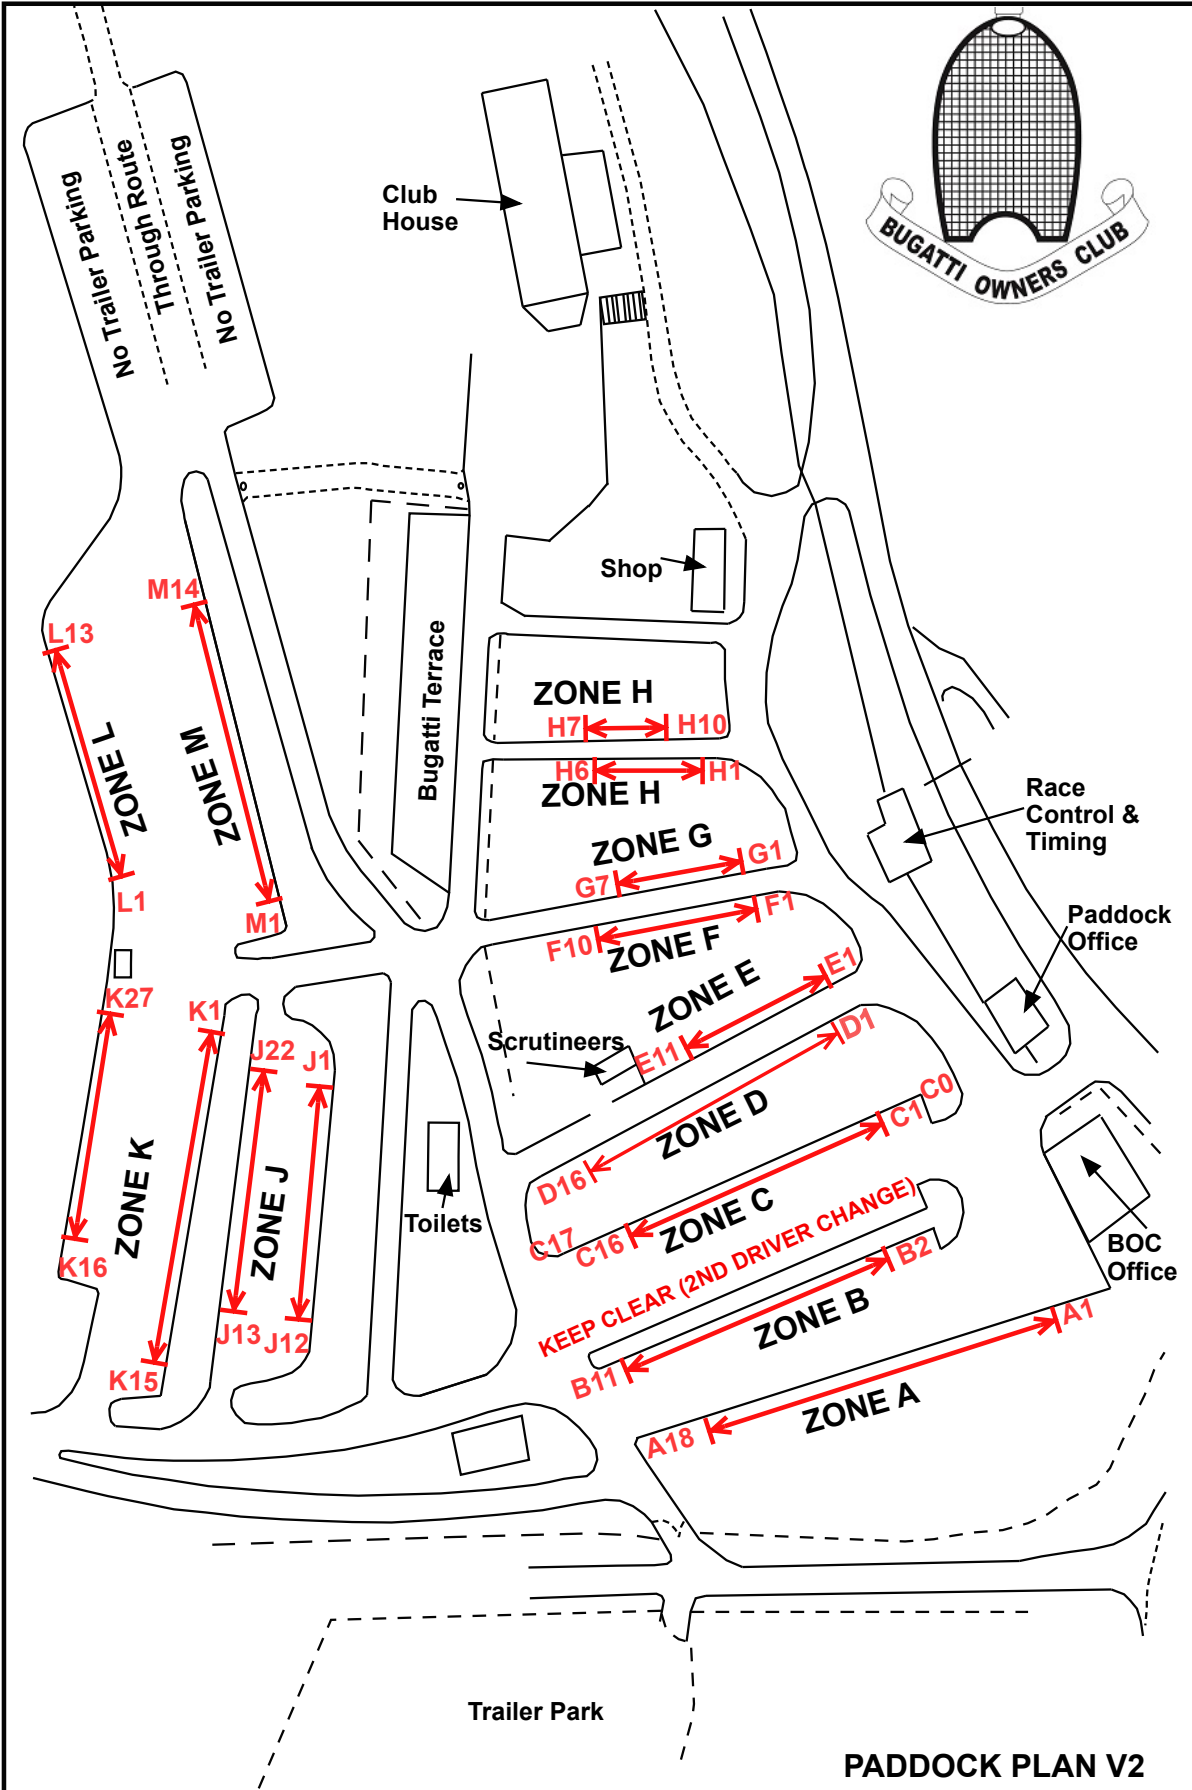 No Trailer Parking
Through Route
No Trailer Parking
Club
House
BUGATTI OWNERS CLUB
Shop
M14
L13
ZONE L
ZONE M
Bugatti Terrace
ZONE H
H7
H10
H6
H1
ZONE H
ZONE G
G1
G7
Race
Control &
Timing
L1
M1
F1
F10
ZONE F
Paddock
Office
E1
ZONE E
K27
K1
Scrutineers
E11
D1
J22
J1
C0
C1
ZONE D
ZONE K
ZONE J
D16
Toilets
ZONE C
C17
C16
KEEP CLEAR (2ND DRIVER CHANGE)
B2
BOC
Office
K16
ZONE B
A1
J13
J12
K15
B11
ZONE A
A18
Trailer Park
PADDOCK PLAN V2